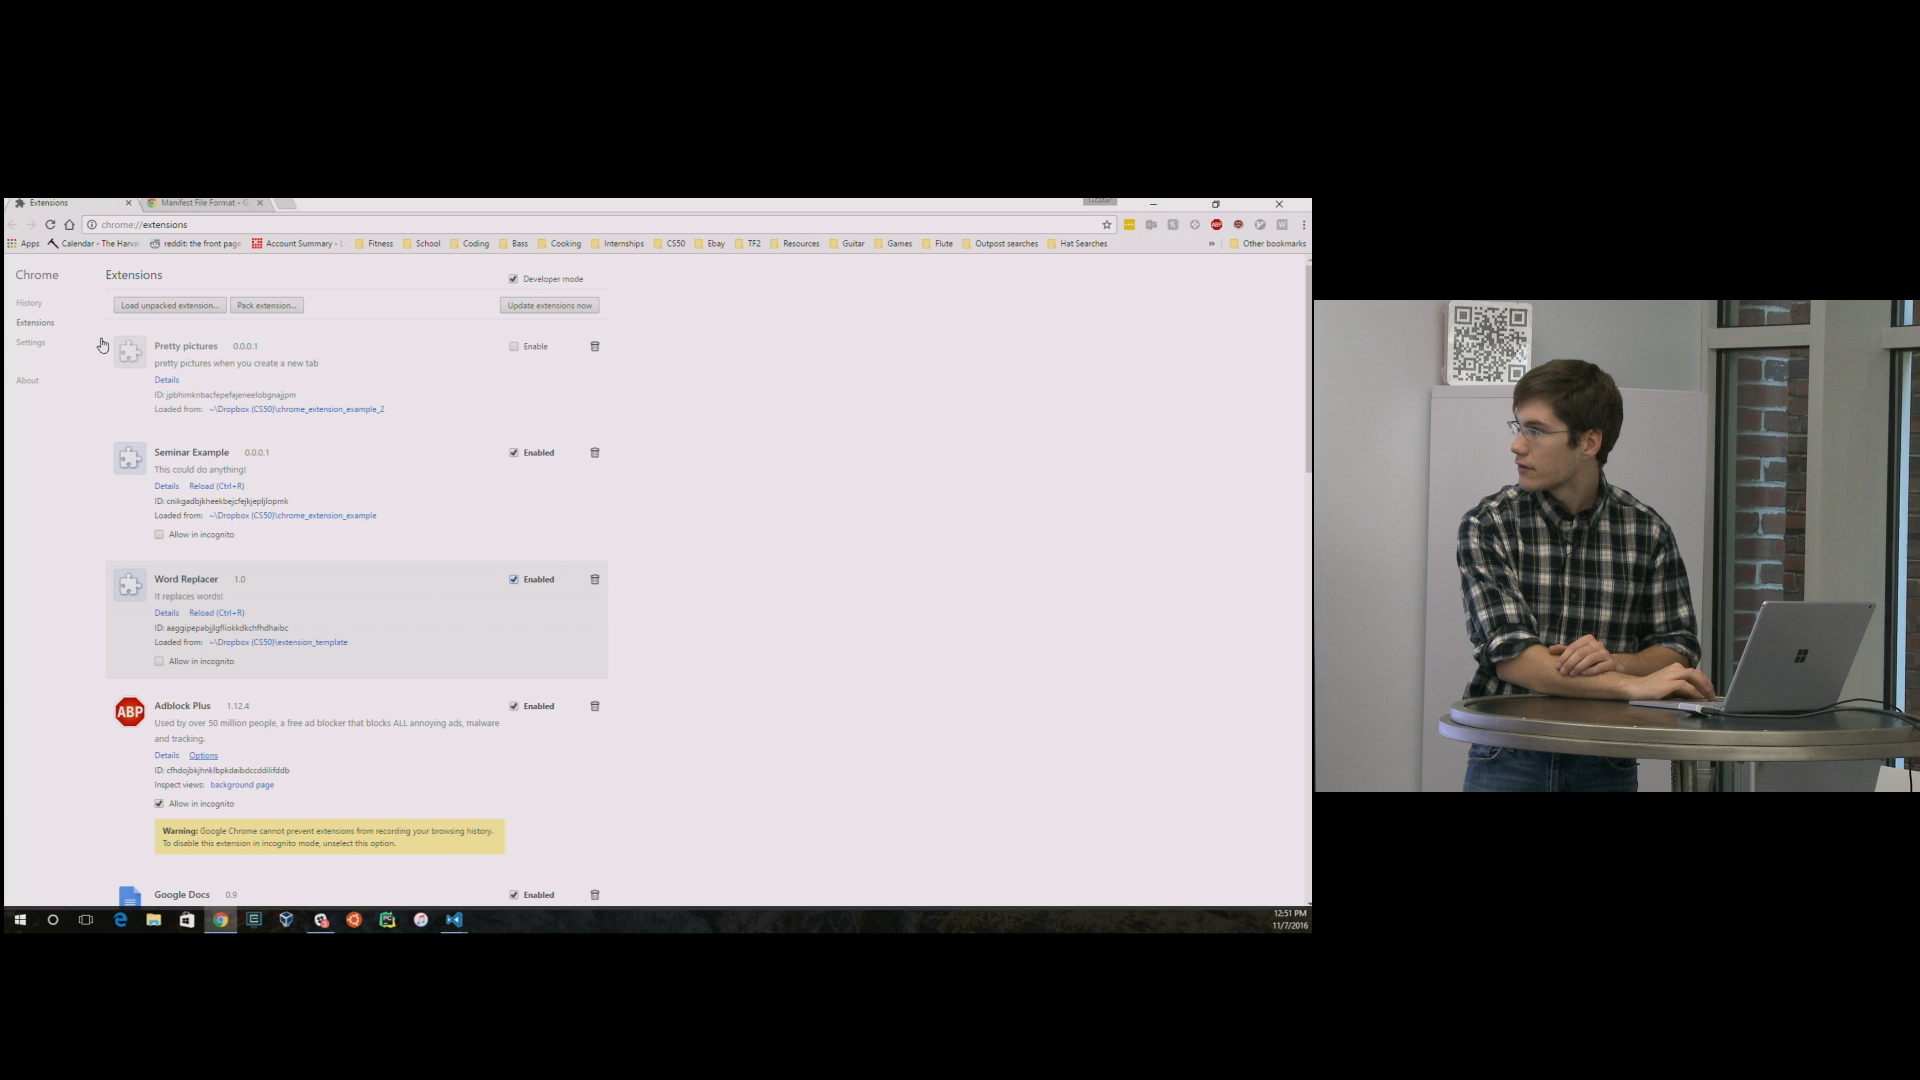 Extensions
Manifest File Format - G
chrome://extensions
Apps
Calendar - The Harva
reddit: the front page
Account Summary - L
Fitness
School
Coding
Bass
Cooking
Internships
CS50
Ebay
TF2
Resources
Guitar
Games
Flute
Outpost searches
Hat Searches
»
Other bookmarks
Chrome
History
Extensions
Settings
About
Extensions
Developer mode
Load unpacked extension...
Pack extension...
Update extensions now
Pretty pictures 0.0.0.1
Enable
pretty pictures when you create a new tab
Details
ID: jpbhimknbacfepefajeneelobgnajjpm
Loaded from: ~\Dropbox (CS50)\chrome_extension_example_2
Seminar Example 0.0.0.1
Enabled
This could do anything!
Details Reload (Ctrl+R)
ID: cnikgadbjkheekbejcfejkjepljlopmk
Loaded from: ~\Dropbox (CS50)\chrome_extension_example
Allow in incognito
Word Replacer 1.0
Enabled
It replaces words!
Details Reload (Ctrl+R)
ID: aaggipepabjjlgfliokkdkchfhdhaibc
Loaded from: ~\Dropbox (CS50)\extension_template
Allow in incognito
ABP
Adblock Plus 1.12.4
Enabled
Used by over 50 million people, a free ad blocker that blocks ALL annoying ads, malware
and tracking.
Details Options
ID: cfhdojbkjhnklbpkdaibdccddilifddb
Inspect views: background page
Allow in incognito
Warning: Google Chrome cannot prevent extensions from recording your browsing history.
To disable this extension in incognito mode, unselect this option.
Google Docs 0.9
Enabled
12:51 PM
11/7/2016